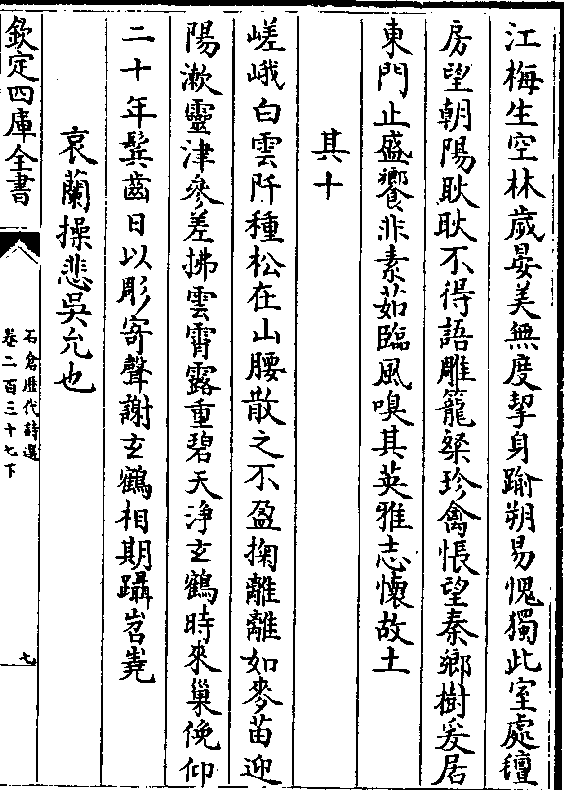 江梅生空林歲晏美無度挈身踰朔易愧獨此室處䆚
房望朝陽耿耿不得語雕籠檠珍禽悵望秦鄉樹爰居
東門止盛饗非素茹臨風嗅其英雅志懷故土
其十
嵯峨白雲阡種松在山腰散之不盈掬離離如麥苗迎
陽漱靈津參差拂雲霄露重碧天淨玄鶴時來巢俛仰
二十年鬂齒日以彫寄聲謝玄鶴相期躡岧嶤
哀蘭操悲吳允也
欽定四庫全書
石倉歷代詩選
卷二百三十七下
七